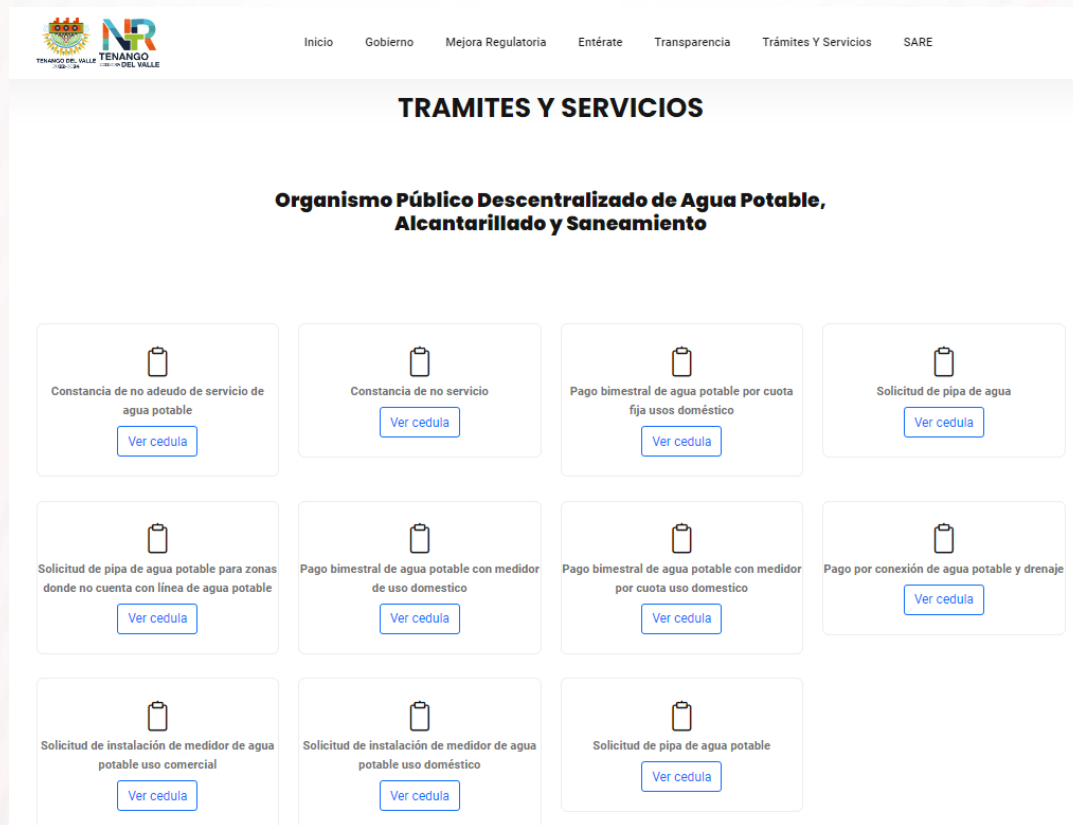 TENANGO DEL VALLE
NR
TENANGO
DEL VALLE
Inicio Gobierno Mejora Regulatoria Entérate Transparencia Trámites Y Servicios SARE
TRAMITES Y SERVICIOS
Organismo Público Descentralizado de Agua Potable,
Alcantarillado y Saneamiento
Constancia de no adeudo de servicio de
agua potable
Ver cedula
Constancia de no servicio
Ver cedula
Pago bimestral de agua potable por cuota
fija usos doméstico
Ver cedula
Solicitud de pipa de agua
Ver cedula
Solicitud de pipa de agua potable para zonas
donde no cuenta con línea de agua potable
Ver cedula
Pago bimestral de agua potable con medidor
de uso domestico
Ver cedula
Pago bimestral de agua potable con medidor
por cuota uso domestico
Ver cedula
Pago por conexión de agua potable y drenaje
Ver cedula
Solicitud de instalación de medidor de agua
potable uso comercial
Ver cedula
Solicitud de instalación de medidor de agua
potable uso doméstico
Ver cedula
Solicitud de pipa de agua potable
Ver cedula